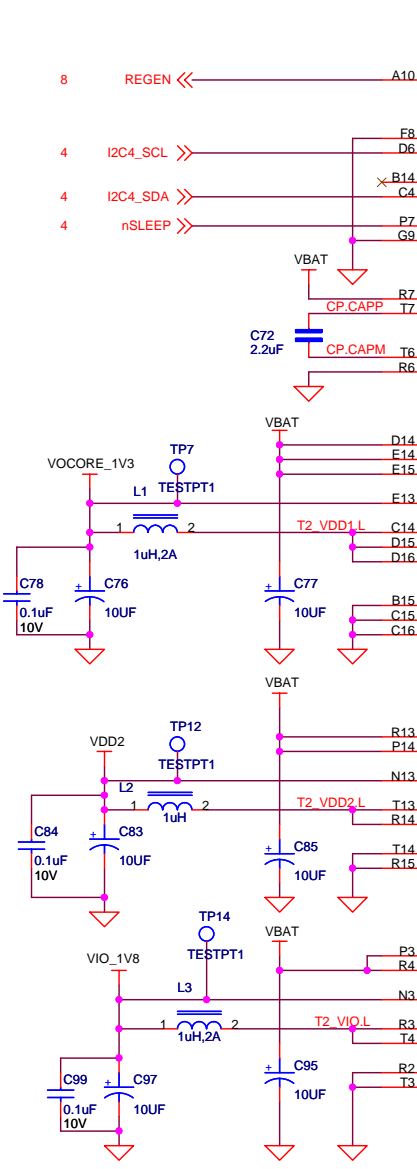 8 REGEN A10
F8
4 I2C4_SCL D6
B14
4 I2C4_SDA C4
4 nSLEEP P7
G9
VBAT
R7
CP.CAPP T7
C72
2.2uF
CP.CAPM T6
R6
VBAT
D14
TP7 E14
VOCORE_1V3 E15
TESTPT1
L1 E13
1 2 T2_VDD1.L C14
D15
1uH,2A D16
C78 + C76 + C77
B15
0.1uF 10UF 10UF C15
10V C16
VBAT
TP12 R13
VDD2 P14
TESTPT1
N13
L2
1 2 T2_VDD2.L T13
1uH R14
C84 + C83 + C85
T14
0.1uF 10UF 10UF R15
10V
TP14
VBAT
P3
VIO_1V8 TESTPT1 R4
L3 N3
1 2 T2_VIO.L R3
1uH,2A T4
C99 + C97 + C95 R2
T3
0.1uF 10UF 10UF
10V